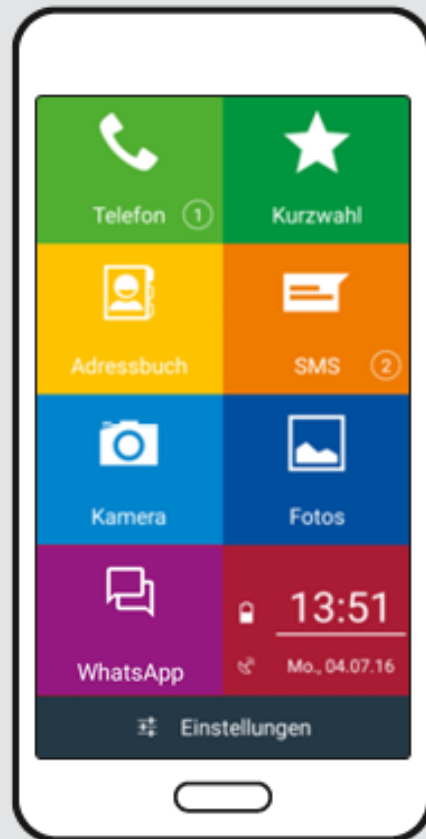 Telefon 1
Kurzwahl
Adressbuch
SMS 2
Kamera
Fotos
WhatsApp
13:51
Mo., 04.07.16
Einstellungen